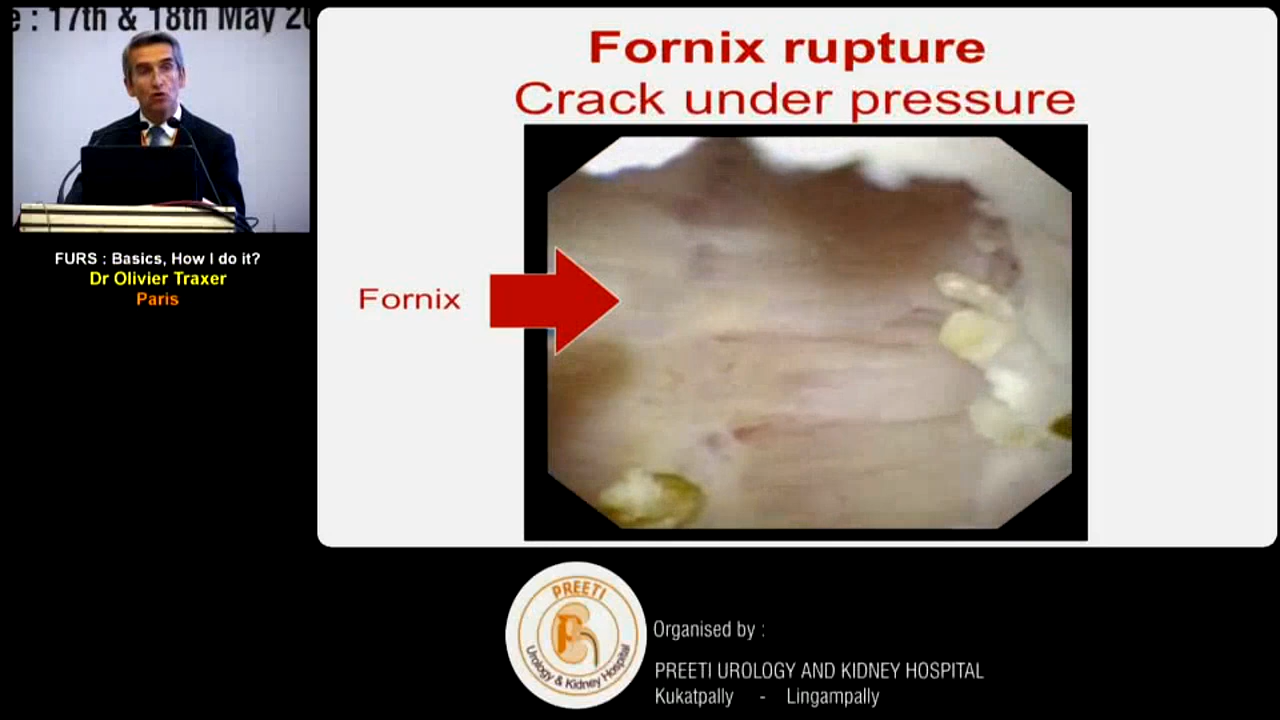 e : 17th & 18th May 20
FURS : Basics, How I do it?
Dr Olivier Traxer
Paris
Fornix rupture
Crack under pressure
Fornix
PREETI
Urology & Kidney Hospital
Organised by :
PREETI UROLOGY AND KIDNEY HOSPITAL
Kukatpally - Lingampally